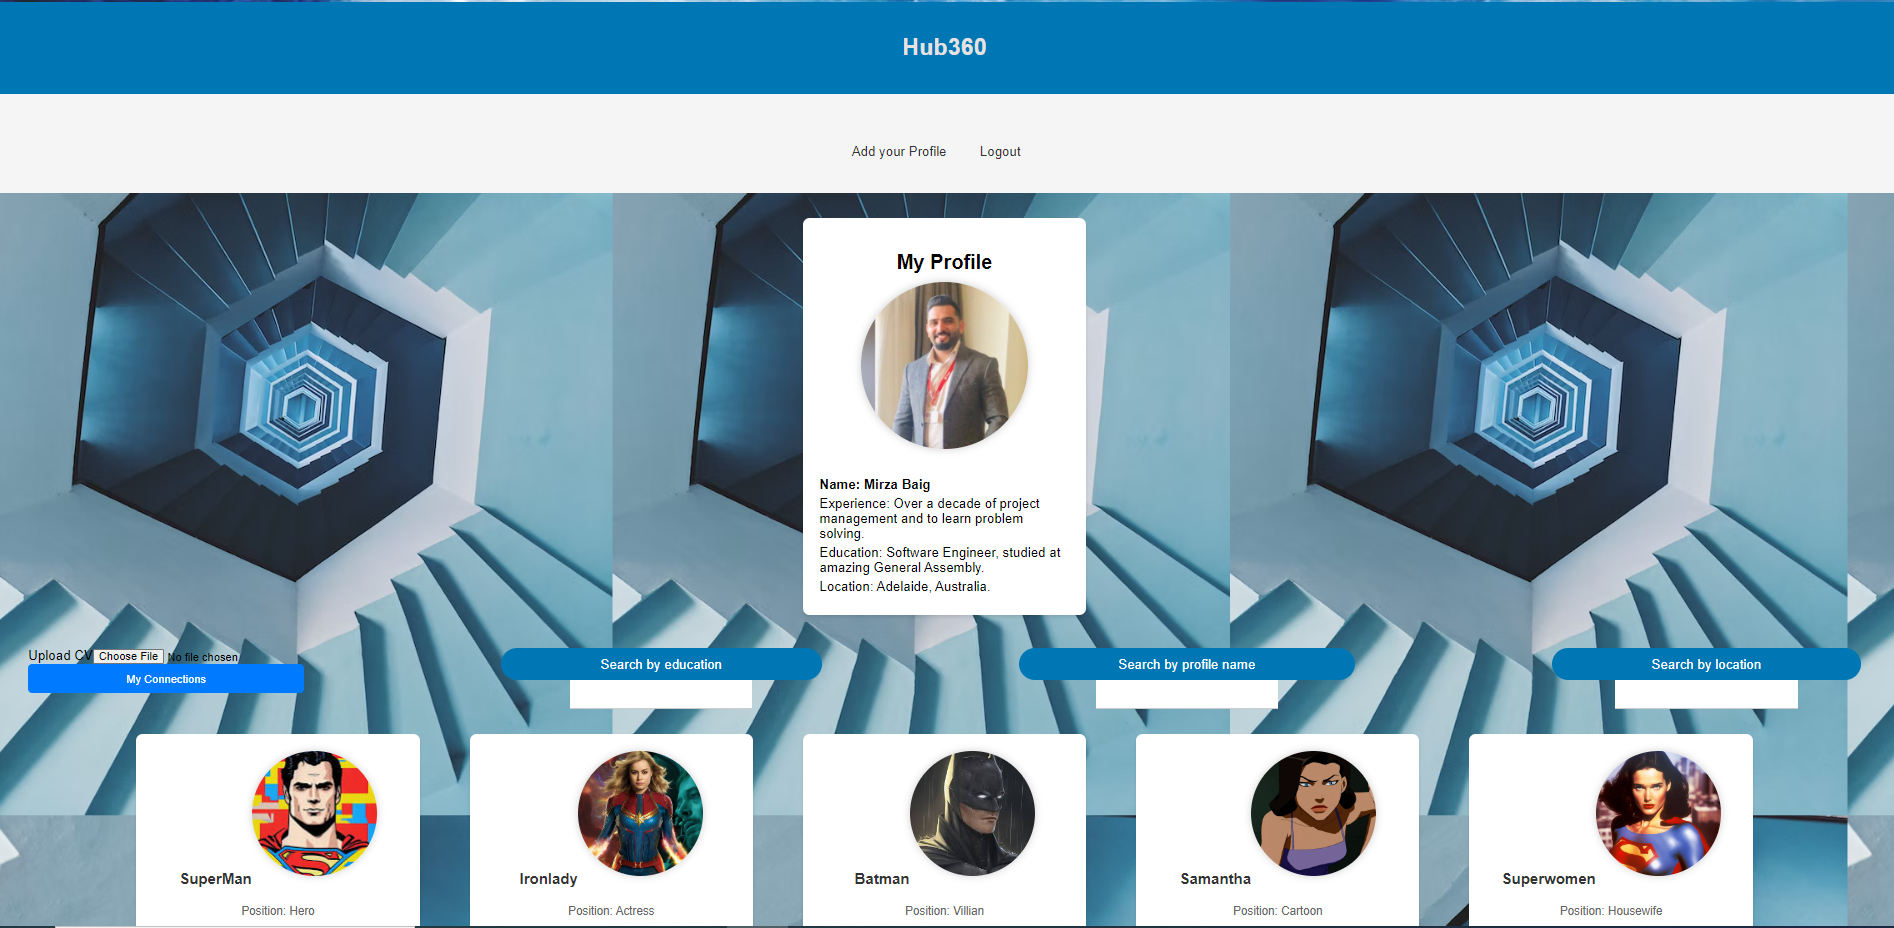 Hub360
Add your Profile
Logout
My Profile
Name: Mirza Baig
Experience: Over a decade of project
management and to learn problem
solving.
Education: Software Engineer, studied at
amazing General Assembly.
Location: Adelaide, Australia.
Upload CV Choose File No file chosen
My Connections
Search by education
Search by profile name
Search by location
SuperMan
Position: Hero
Ironlady
Position: Actress
Batman
Position: Villian
Samantha
Position: Cartoon
Superwomen
Position: Housewife